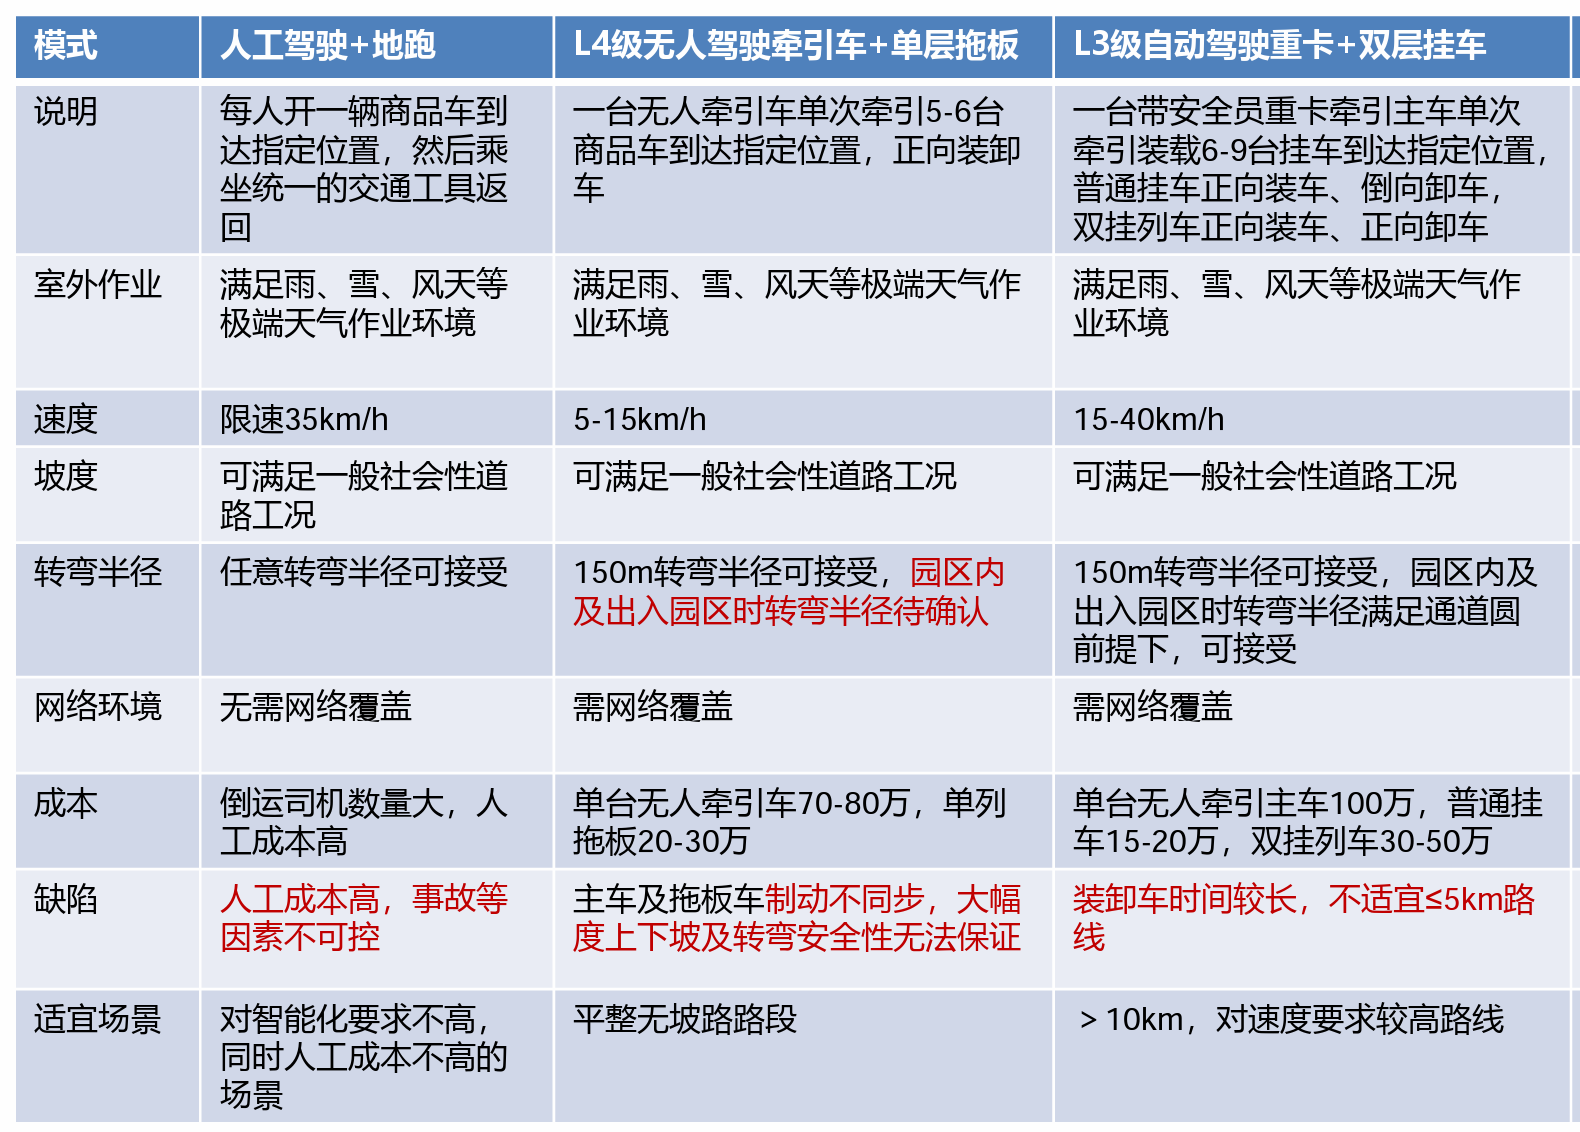 模式
人工驾驶+地跑
L4级无人驾驶牵引车+单层拖板
L3级自动驾驶重卡+双层挂车
说明
每人开一辆商品车到
达指定位置，然后乘
坐统一的交通工具返
回
一台无人牵引车单次牵引5-6台
商品车到达指定位置，正向装卸
车
一台带安全员重卡牵引主车单次
牵引装载6-9台挂车到达指定位置，
普通挂车正向装车、倒向卸车，
双挂列车正向装车、正向卸车
室外作业
满足雨、雪、风天等
极端天气作业环境
满足雨、雪、风天等极端天气作
业环境
满足雨、雪、风天等极端天气作
业环境
速度
限速35km/h
5-15km/h
15-40km/h
坡度
可满足一般社会性道
路工况
可满足一般社会性道路工况
可满足一般社会性道路工况
转弯半径
任意转弯半径可接受
150m转弯半径可接受，园区内
及出入园区时转弯半径待确认
150m转弯半径可接受，园区内及
出入园区时转弯半径满足通道圆
前提下，可接受
网络环境
无需网络覆盖
需网络覆盖
需网络覆盖
成本
倒运司机数量大，人
工成本高
单台无人牵引车70-80万，单列
拖板20-30万
单台无人牵引主车100万，普通挂
车15-20万，双挂列车30-50万
缺陷
人工成本高，事故等
因素不可控
主车及拖板车制动不同步，大幅
度上下坡及转弯安全性无法保证
装卸车时间较长，不适宜≤5km路
线
适宜场景
对智能化要求不高，
同时人工成本不高的
场景
平整无坡路路段
＞10km，对速度要求较高路线